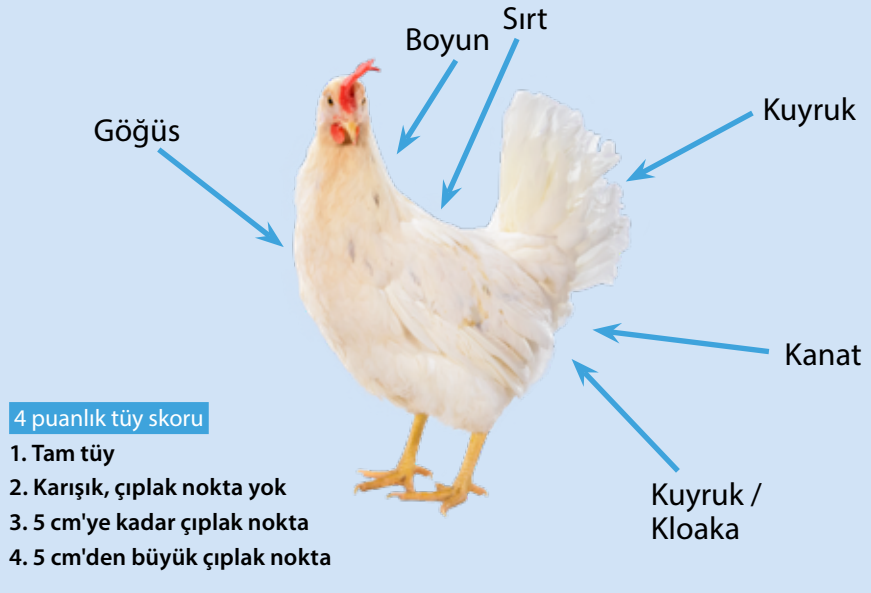 Sırt
Boyun
Kuyruk
Göğüs
Kanat
4 puanlık tüy skoru
1. Tam tüy
2. Karışık, çıplak nokta yok
3. 5 cm'ye kadar çıplak nokta
4. 5 cm'den büyük çıplak nokta
Kuyruk /
Kloaka